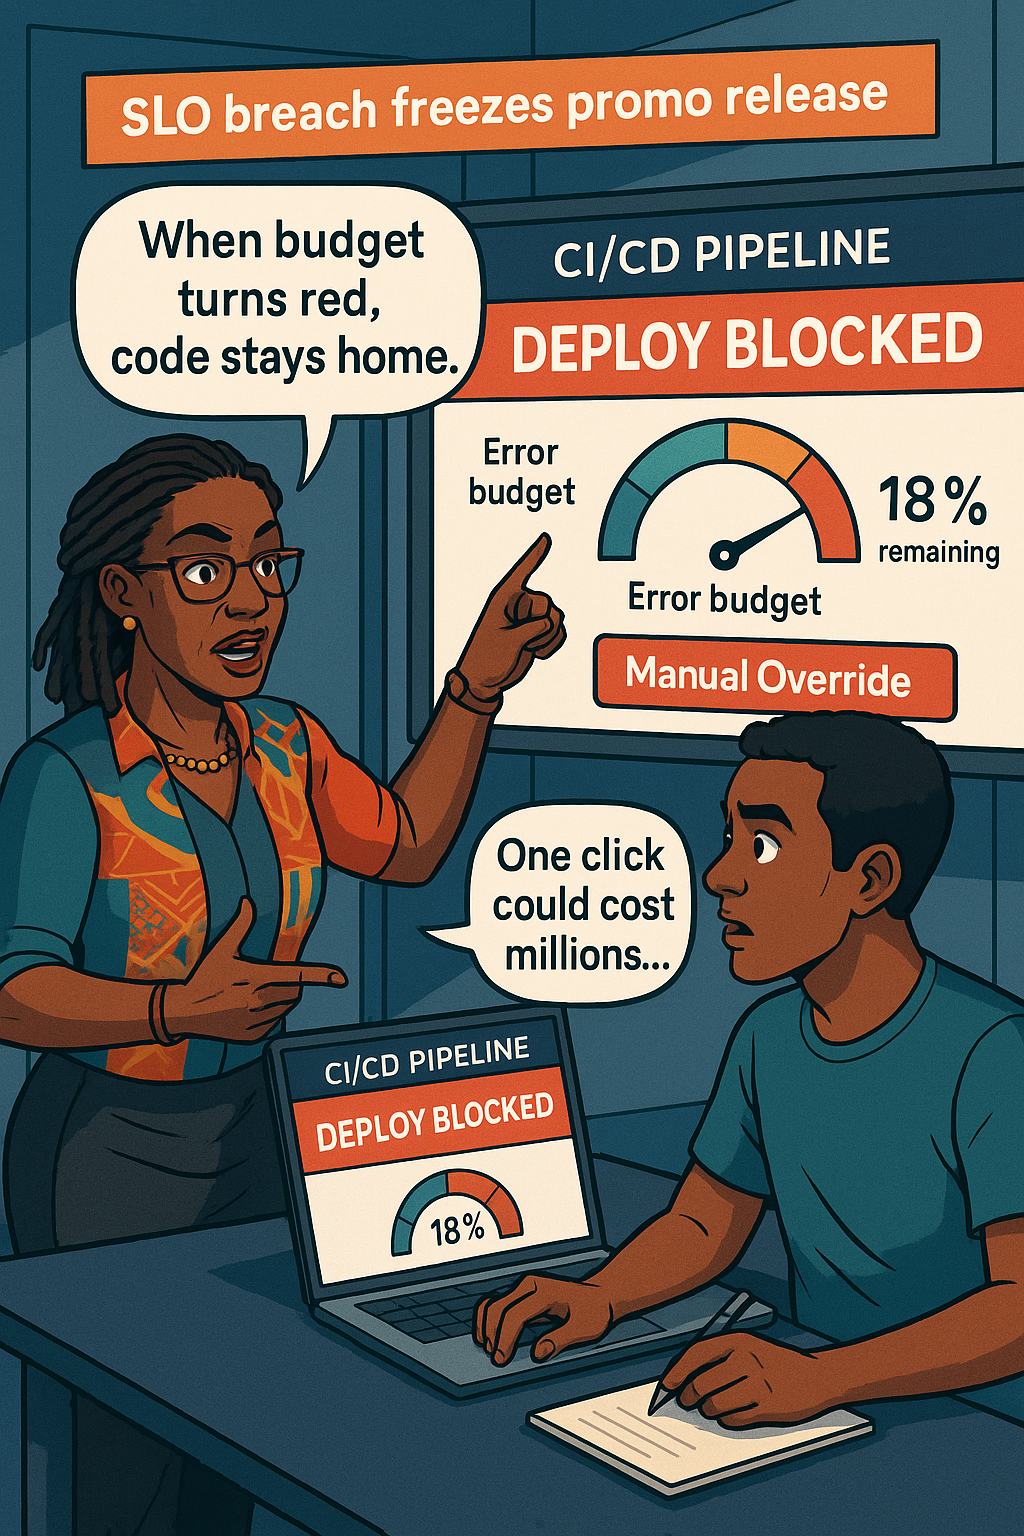 SLO breach freezes promo release
When budget
turns red,
code stays home.
CI/CD PIPELINE
DEPLOY BLOCKED
Error
budget
18%
remaining
Error budget
Manual Override
One click
could cost
millions...
CI/CD PIPELINE
DEPLOY BLOCKED
18%